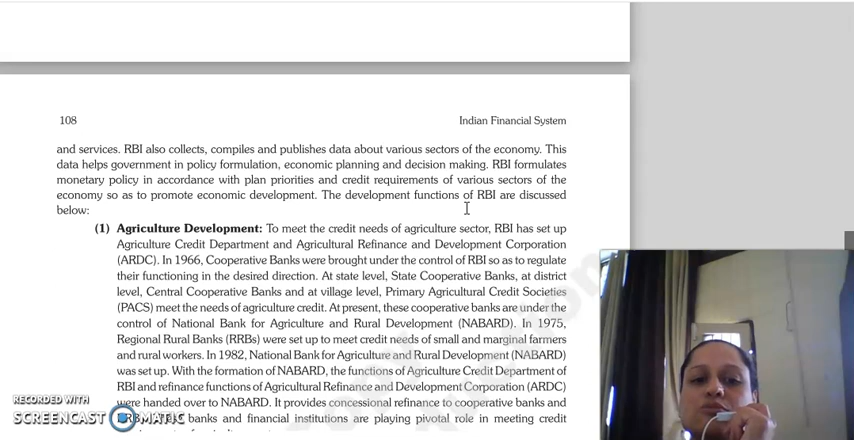 108
Indian Financial System
and services. RBI also collects, compiles and publishes data about various sectors of the economy. This
data helps government in policy formulation, economic planning and decision making. RBI formulates
monetary policy in accordance with plan priorities and credit requirements of various sectors of the
economy so as to promote economic development. The development functions of RBI are discussed
below:
(1) Agriculture Development: To meet the credit needs of agriculture sector, RBI has set up
Agriculture Credit Department and Agricultural Refinance and Development Corporation
(ARDC). In 1966, Cooperative Banks were brought under the control of RBI so as to regulate
their functioning in the desired direction. At state level, State Cooperative Banks, at district
level, Central Cooperative Banks and at village level, Primary Agricultural Credit Societies
(PACS) meet the needs of agriculture credit. At present, these cooperative banks are under the
control of National Bank for Agriculture and Rural Development (NABARD). In 1975,
Regional Rural Banks (RRBs) were set up to meet credit needs of small and marginal farmers
and rural workers. In 1982, National Bank for Agriculture and Rural Development (NABARD)
was set up. With the formation of NABARD, the functions of Agriculture Credit Department of
RBI and refinance functions of Agricultural Refinance and Development Corporation (ARDC)
were handed over to NABARD. It provides concessional refinance to cooperative banks and
banks and financial institutions are playing pivotal role in meeting credit
RECORDED WITH
SCREENCAST MATIC